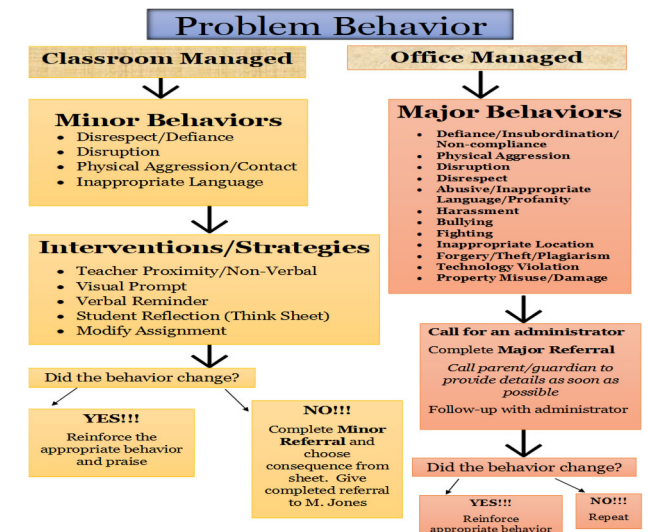 Problem Behavior
Classroom Managed
Minor Behaviors
• Disrespect/Defiance
• Disruption
• Physical Aggression/Contact
• Inappropriate Language
Interventions/Strategies
• Teacher Proximity/Non-Verbal
• Visual Prompt
• Verbal Reminder
• Student Reflection (Think Sheet)
• Modify Assignment
Did the behavior change?
YES!!!
Reinforce the
appropriate behavior
and praise
NO!!!
Complete Minor
Referral and
choose
consequence from
sheet. Give
completed referral
to M. Jones
Office Managed
Major Behaviors
• Defiance/Insubordination/
Non-compliance
• Physical Aggression
• Disruption
• Disrespect
• Abusive/Inappropriate
Language/Profanity
• Harassment
• Bullying
• Fighting
• Inappropriate Location
• Forgery/Theft/Plagiarism
• Technology Violation
• Property Misuse/Damage
Call for an administrator
Complete Major Referral
Call parent/guardian to
provide details as soon as
possible
Follow-up with administrator
Did the behavior change?
YES!!!
Reinforce
appropriate behavior
NO!!!
Repeat